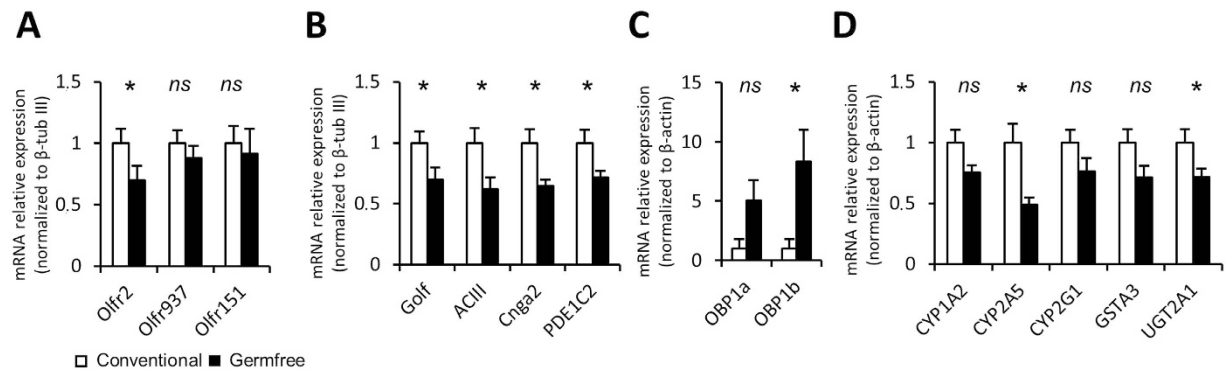 A
mRNA relative expression
(normalized to β-tub III)
1.5
1
0.5
0
*
ns
ns
Olfr2
Olfr937
Olfr151
B
mRNA relative expression
(normalized to β-tub III)
1.5
1
0.5
0
*
*
*
*
Golf
ACIII
Cnga2
PDE1C2
C
mRNA relative expression
(normalized to β-actin)
15
10
5
0
ns
*
OBP1a
OBP1b
D
mRNA relative expression
(normalized to β-actin)
1.5
1
0.5
0
ns
*
ns
ns
*
CYP1A2
CYP2A5
CYP2G1
GSTA3
UGT2A1
Conventional Germfree